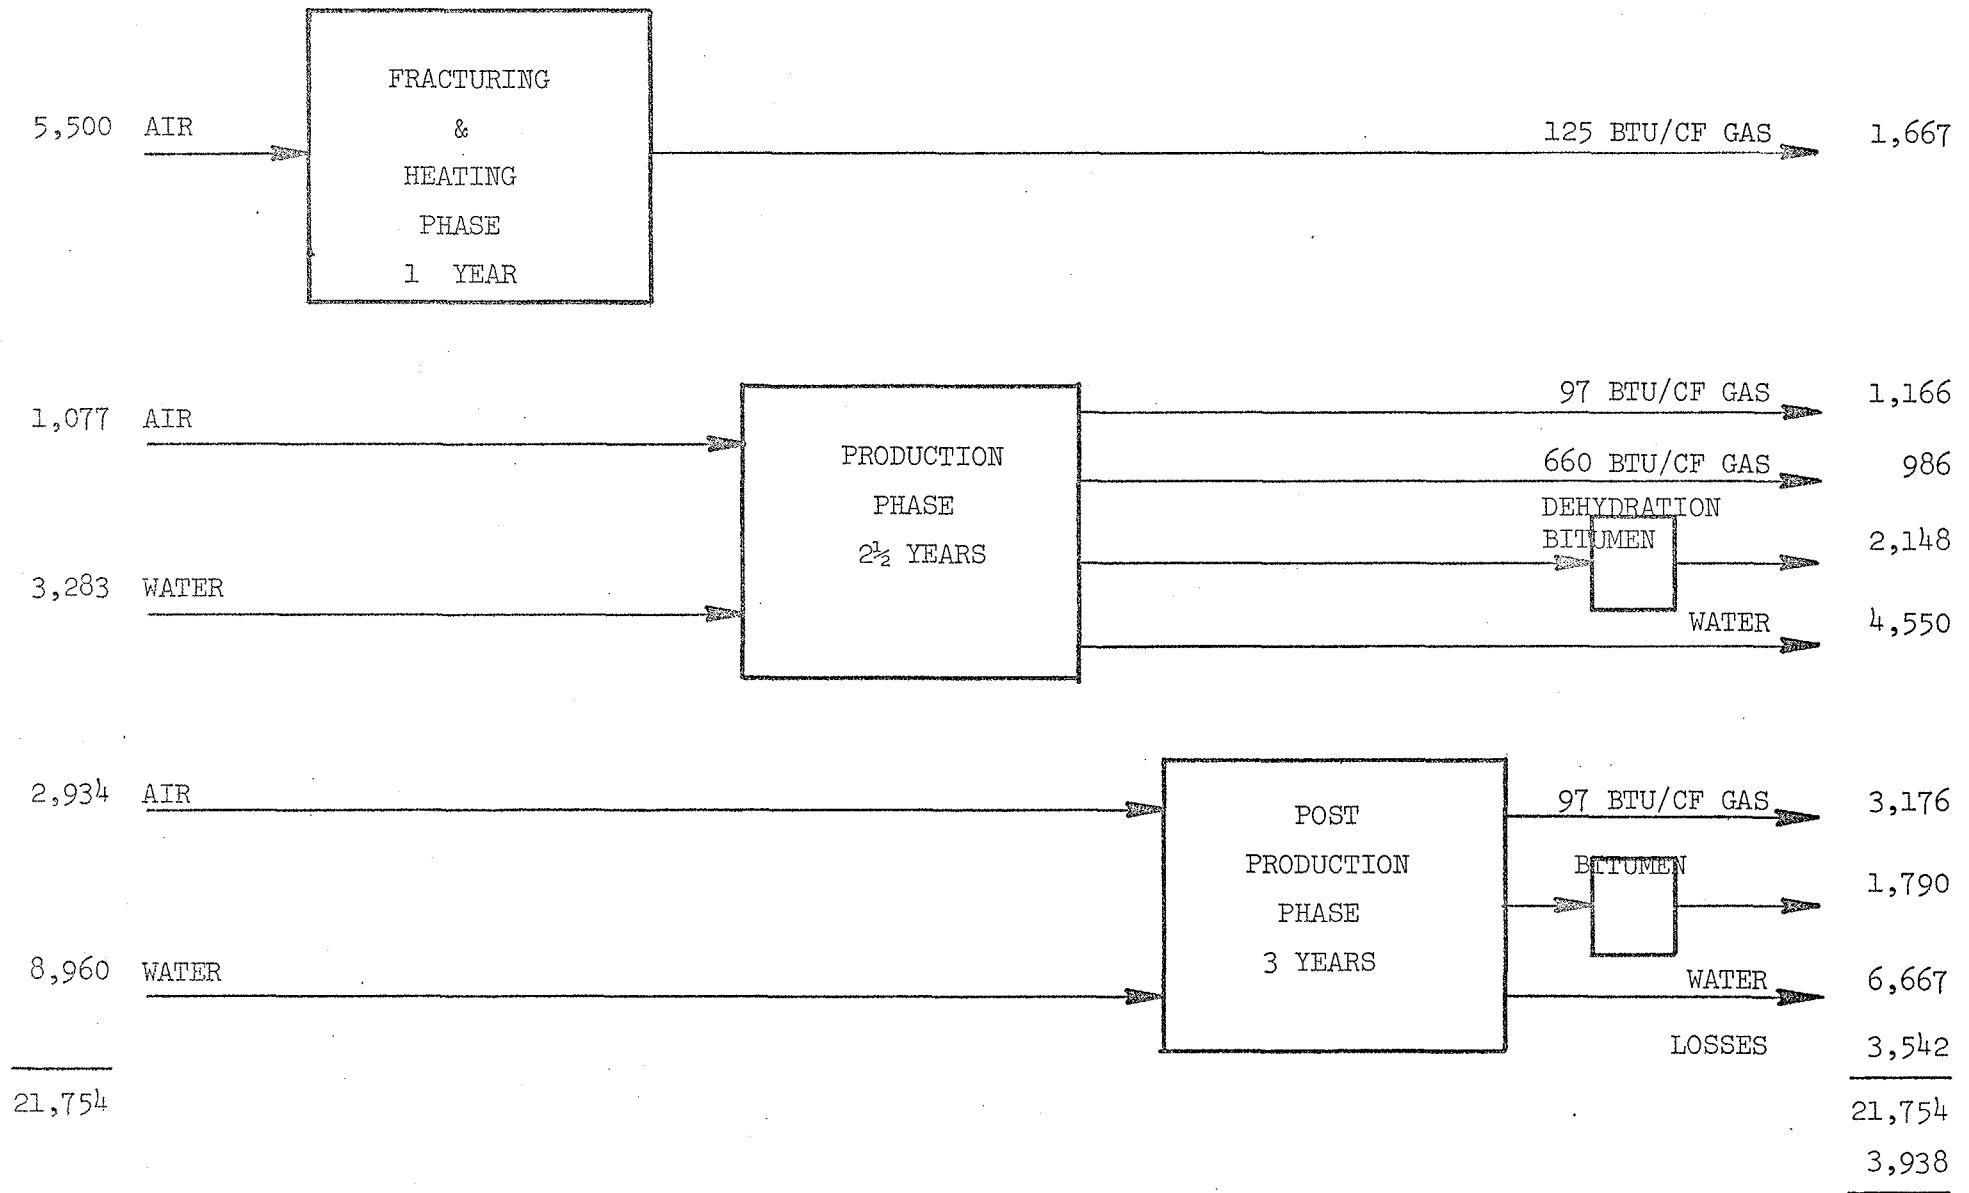 FRACTURING
&
HEATING
PHASE
1 YEAR
5,500 AIR
125 BTU/CF GAS 1,667
1,077 AIR
3,283 WATER
PRODUCTION
PHASE
2½ YEARS
97 BTU/CF GAS 1,166
660 BTU/CF GAS 986
DEHYDRATION
BITUMEN 2,148
WATER 4,550
2,934 AIR
8,960 WATER
POST
PRODUCTION
PHASE
3 YEARS
97 BTU/CF GAS 3,176
BITUMEN 1,790
WATER 6,667
LOSSES 3,542
21,754
21,754
3,938